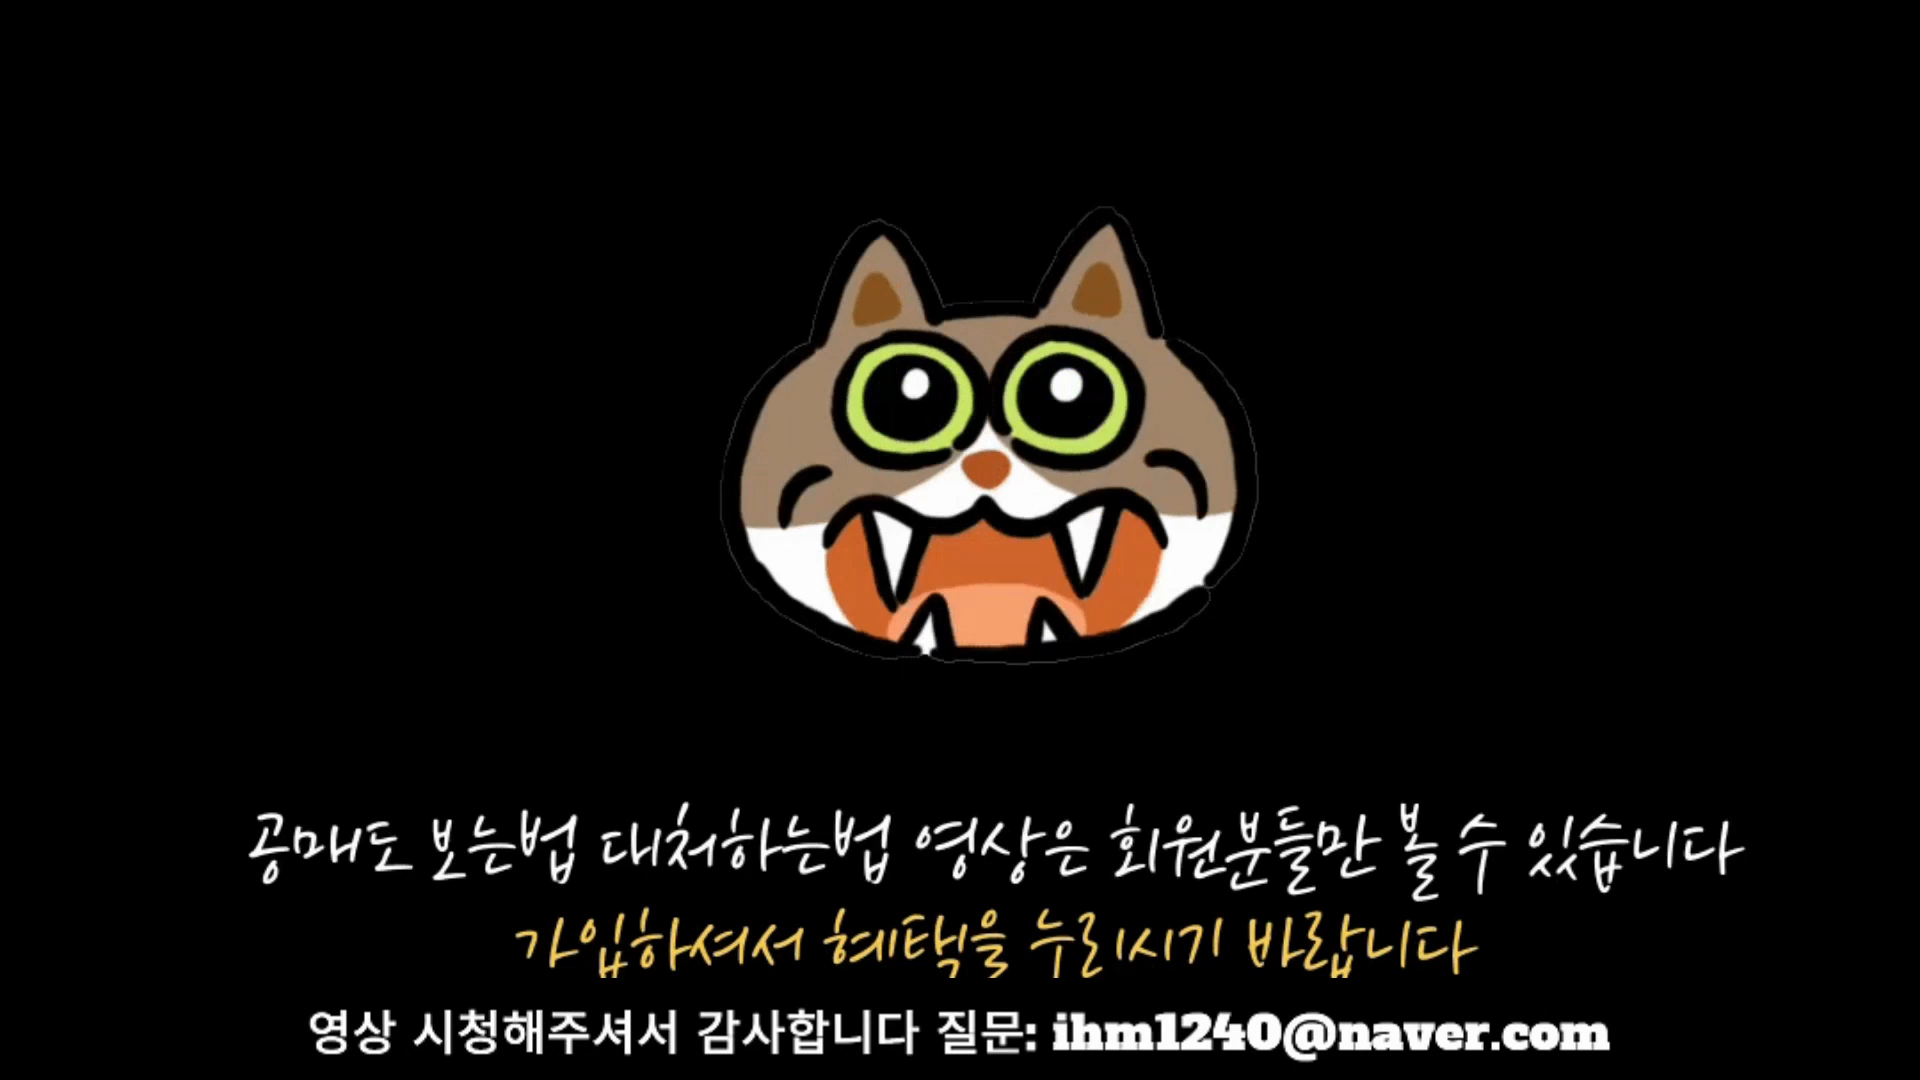 공매도 보는법 대처하는법 영상은 회원분들만 볼 수 있습니다
가입하셔서 혜택을 누리시기 바랍니다
영상 시청해주셔서 감사합니다 질문: ihm1240@naver.com